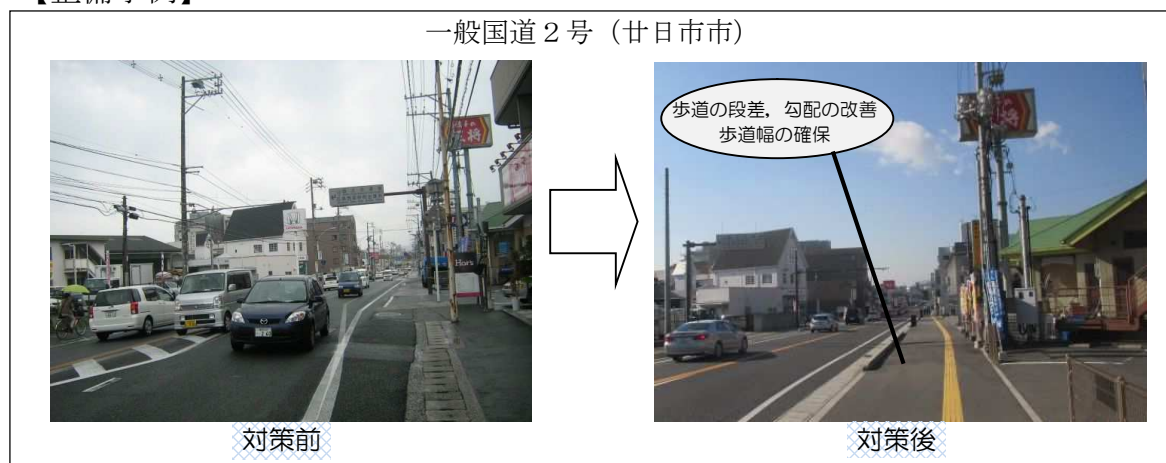 【整備事例】
一般国道２号（廿日市市）
歩道の段差，勾配の改善
歩道幅の確保
将
対策前
対策後